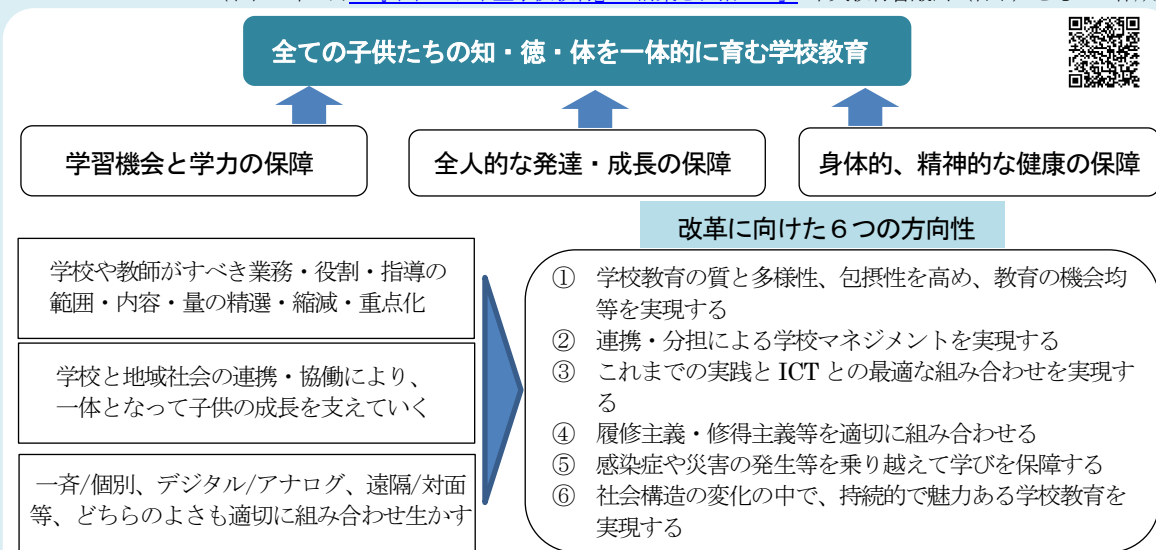 全ての子供たちの知・徳・体を一体的に育む学校教育
学習機会と学力の保障
全人的な発達・成長の保障
身体的、精神的な健康の保障
改革に向けた６つの方向性
学校や教師がすべき業務・役割・指導の
範囲・内容・量の精選・縮減・重点化
学校と地域社会の連携・協働により、
一体となって子供の成長を支えていく
一斉/個別、デジタル/アナログ、遠隔/対面
等、どちらのよさも適切に組み合わせ生かす
① 学校教育の質と多様性、包摂性を高め、教育の機会均
等を実現する
② 連携・分担による学校マネジメントを実現する
③ これまでの実践と ICT との最適な組み合わせを実現す
る
④ 履修主義・修得主義等を適切に組み合わせる
⑤ 感染症や災害の発生等を乗り越えて学びを保障する
⑥ 社会構造の変化の中で、持続的で魅力ある学校教育を
実現する